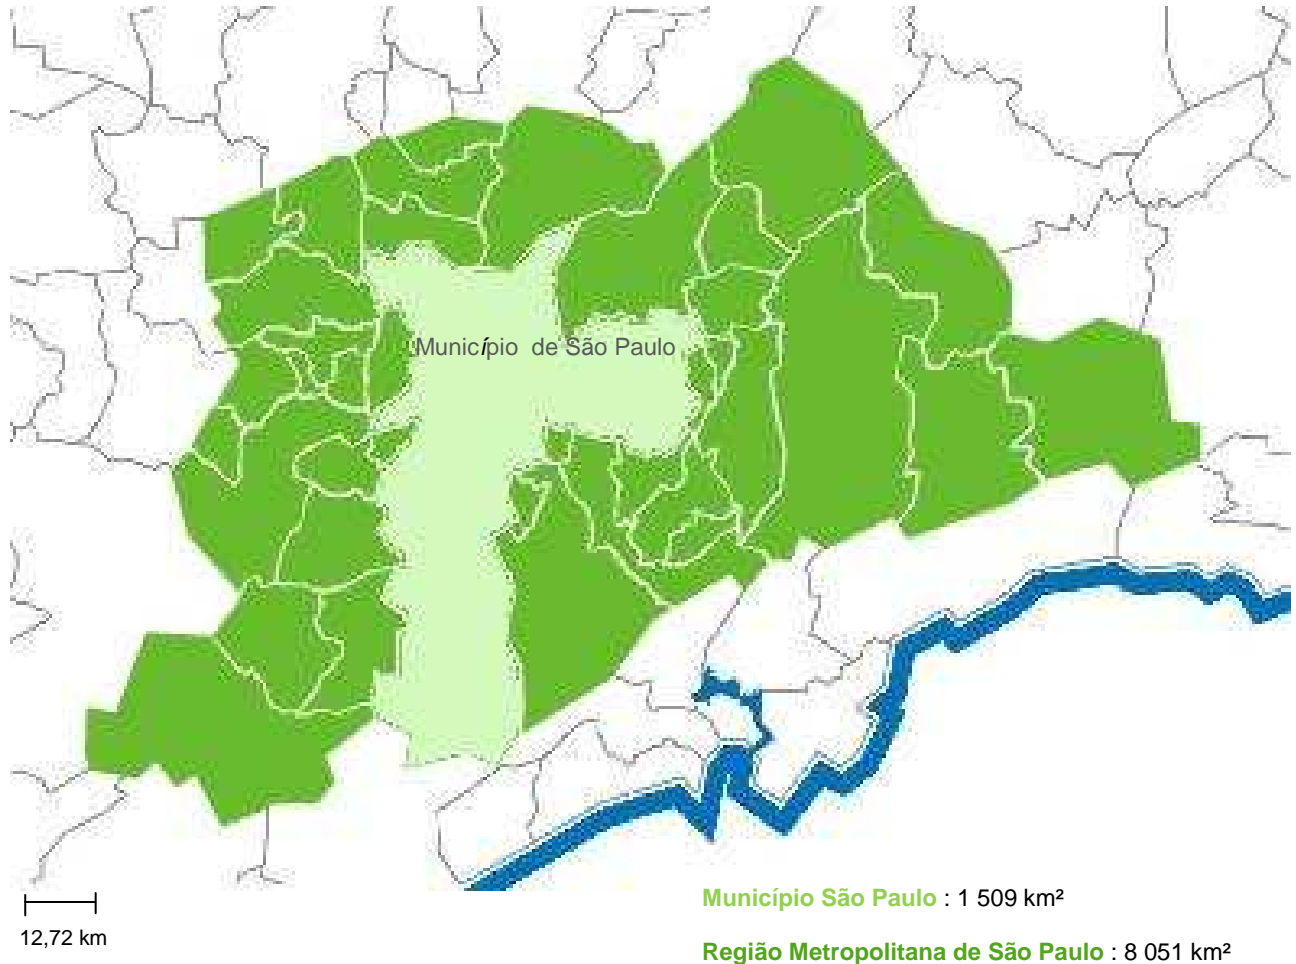 Município de São Paulo
12,72 km
Município São Paulo : 1 509 km²
Região Metropolitana de São Paulo : 8 051 km²